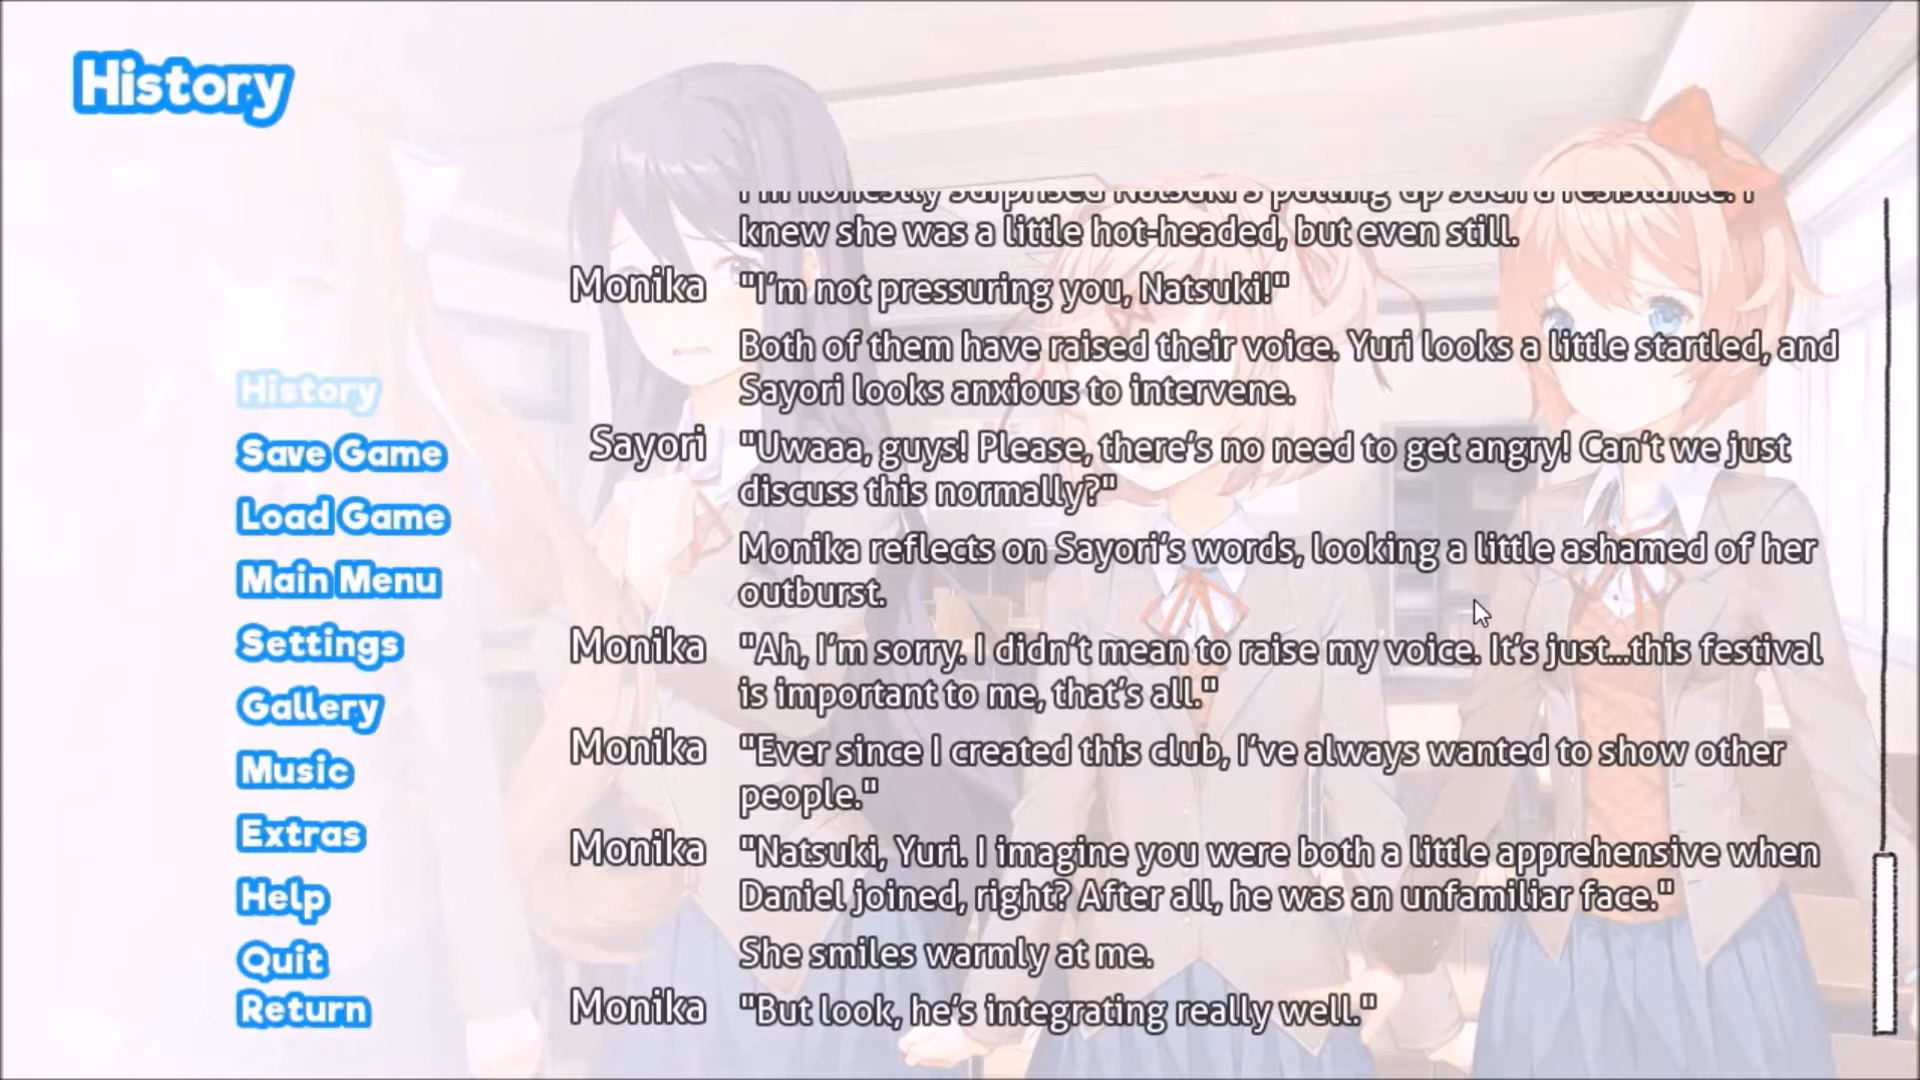 History
I'm honestly surprised Natsuki's putting up such a resistance. I
knew she was a little hot-headed, but even still.
Monika "I'm not pressuring you, Natsuki!"
Both of them have raised their voice. Yuri looks a little startled, and
Sayori looks anxious to intervene.
Sayori "Uwaaa, guys! Please, there's no need to get angry! Can't we just
discuss this normally?"
Monika reflects on Sayori's words, looking a little ashamed of her
outburst.
Monika "Ah, I'm sorry. I didn't mean to raise my voice. It's just...this festival
is important to me, that's all."
Monika "Ever since I created this club, I've always wanted to show other
people."
Monika "Natsuki, Yuri. I imagine you were both a little apprehensive when
Daniel joined, right? After all, he was an unfamiliar face."
She smiles warmly at me.
Monika "But look, he's integrating really well."
History
Save Game
Load Game
Main Menu
Settings
Gallery
Music
Extras
Help
Quit
Return